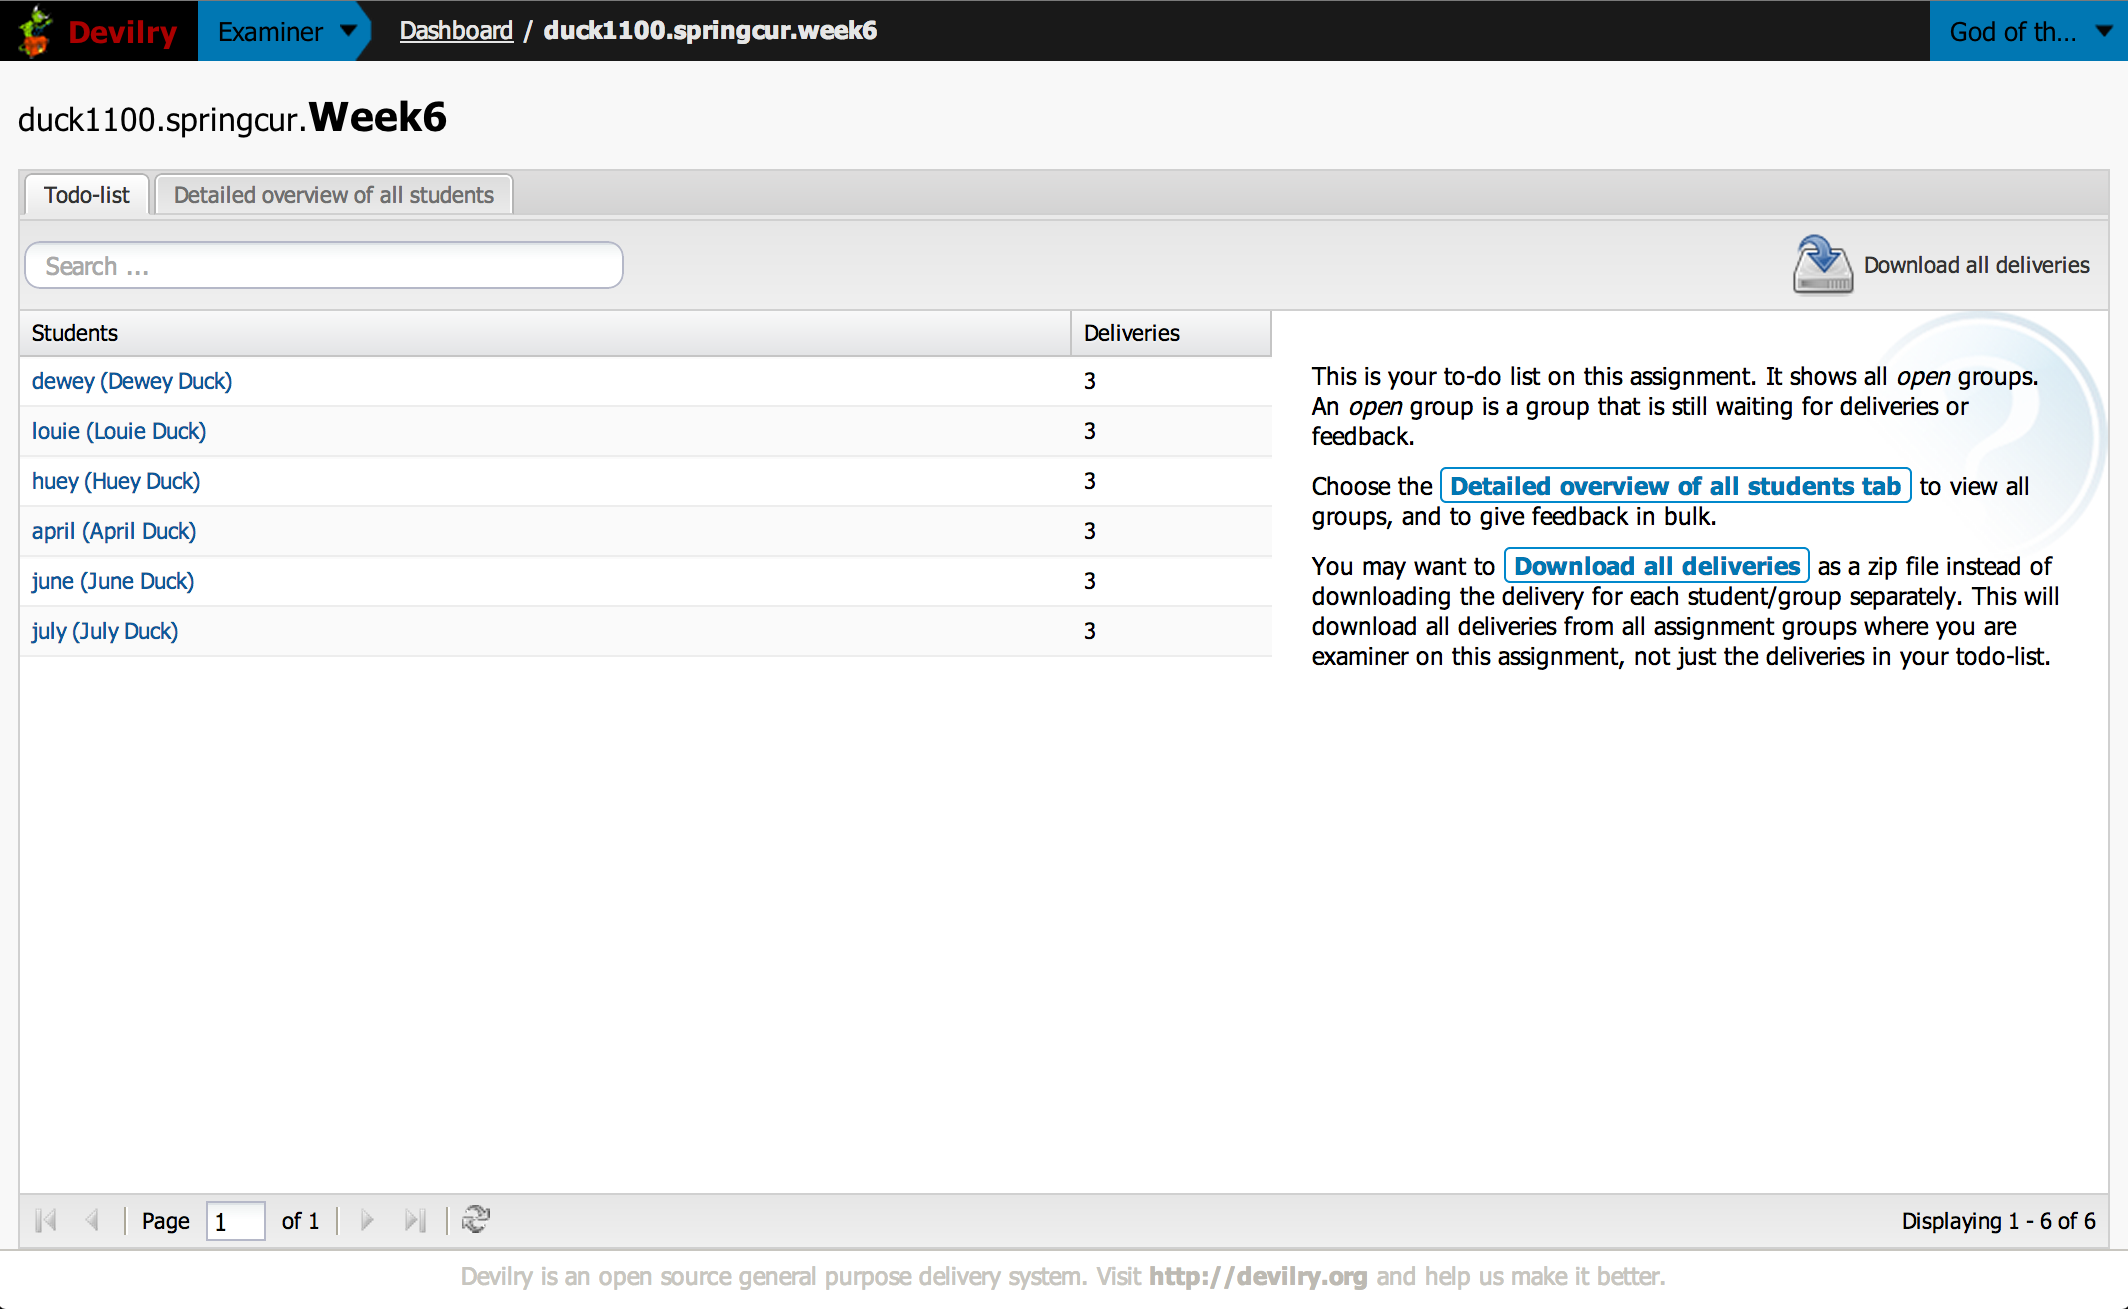 Devilry Examiner Dashboard / duck1100.springcur.week6 God of th...
duck1100.springcur.Week6
Todo-list Detailed overview of all students
Search ... Download all deliveries
Students Deliveries
dewey (Dewey Duck) 3
louie (Louie Duck) 3
huey (Huey Duck) 3
april (April Duck) 3
june (June Duck) 3
july (July Duck) 3
This is your to-do list on this assignment. It shows all open groups.
An open group is a group that is still waiting for deliveries or
feedback.
Choose the Detailed overview of all students tab to view all
groups, and to give feedback in bulk.
You may want to Download all deliveries as a zip file instead of
downloading the delivery for each student/group separately. This will
download all deliveries from all assignment groups where you are
examiner on this assignment, not just the deliveries in your todo-list.
Page 1 of 1 Displaying 1 - 6 of 6
Devilry is an open source general purpose delivery system. Visit http://devilry.org and help us make it better.